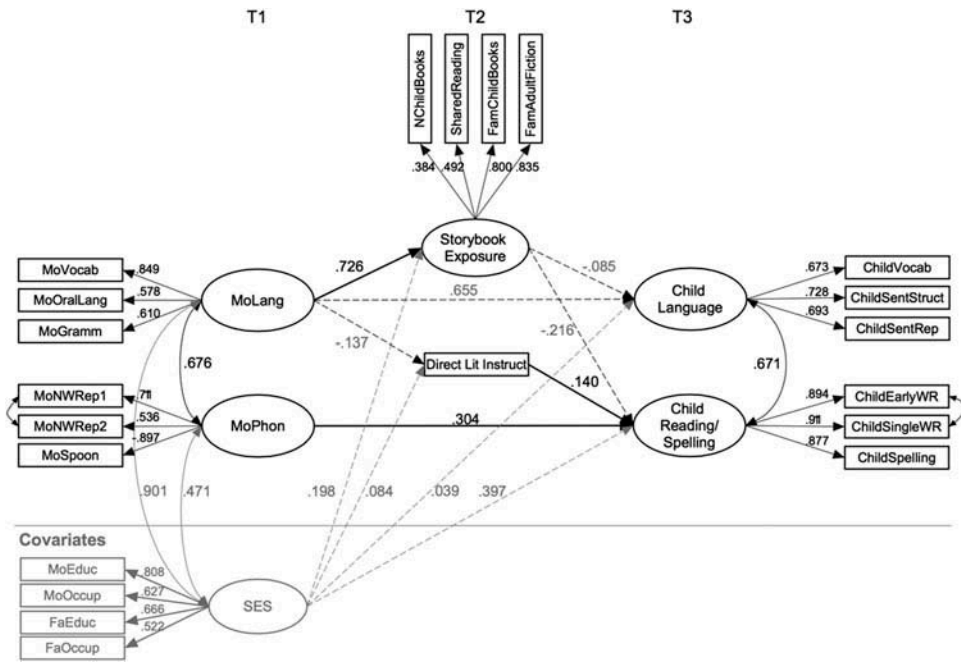 T1 T2 T3
NChildBooks
SharedReading
FamChildBooks
FamAdultFiction
.384 .492 .800 .835
Storybook
Exposure
MoVocab
MoOralLang
MoGramm
.849
.578
.610
MoLang
.726
-.085
.655
-.137
-.216
Child
Language
.673
.728
.693
ChildVocab
ChildSentStruct
ChildSentRep
.676
Direct Lit Instruct
.140
.671
MoNWRep1
MoNWRep2
MoSpoon
.711
.536
-.897
MoPhon
.304
Child
Reading/
Spelling
.894
.911
.877
ChildEarlyWR
ChildSingleWR
ChildSpelling
.901 .471 .198 .084 .039 .397
Covariates
MoEduc
MoOccup
FaEduc
FaOccup
.808
.627
.666
.522
SES